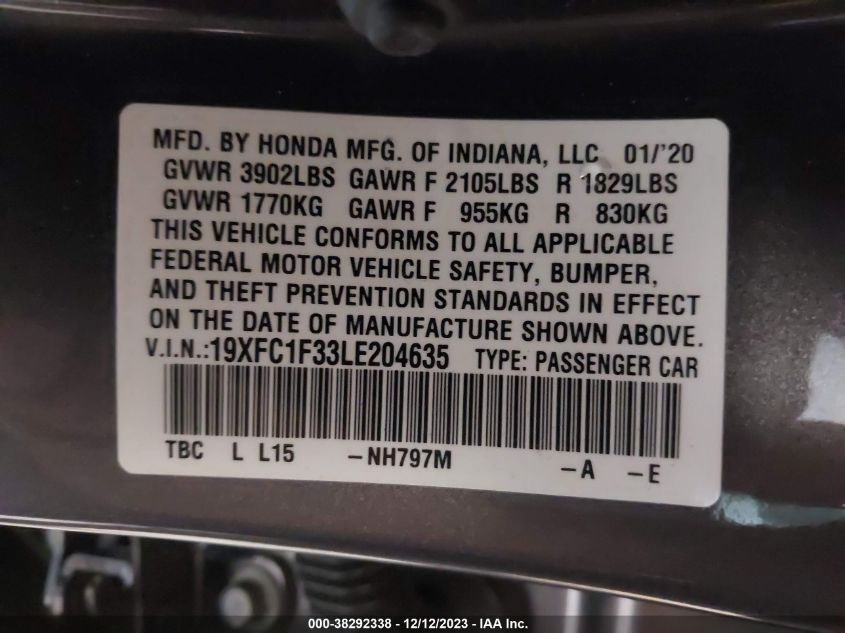 MFD. BY HONDA MFG. OF INDIANA, LLC 01/'20
GVWR 3902LBS GAWR F 2105LBS R 1829LBS
GVWR 1770KG GAWR F 955KG R 830KG
THIS VEHICLE CONFORMS TO ALL APPLICABLE
FEDERAL MOTOR VEHICLE SAFETY, BUMPER,
AND THEFT PREVENTION STANDARDS IN EFFECT
ON THE DATE OF MANUFACTURE SHOWN ABOVE.
V.I.N.:19XFC1F33LE204635 TYPE: PASSENGER CAR
TBC L L15 -NH797M -A -E
000-38292338 - 12/12/2023 - IAA Inc.